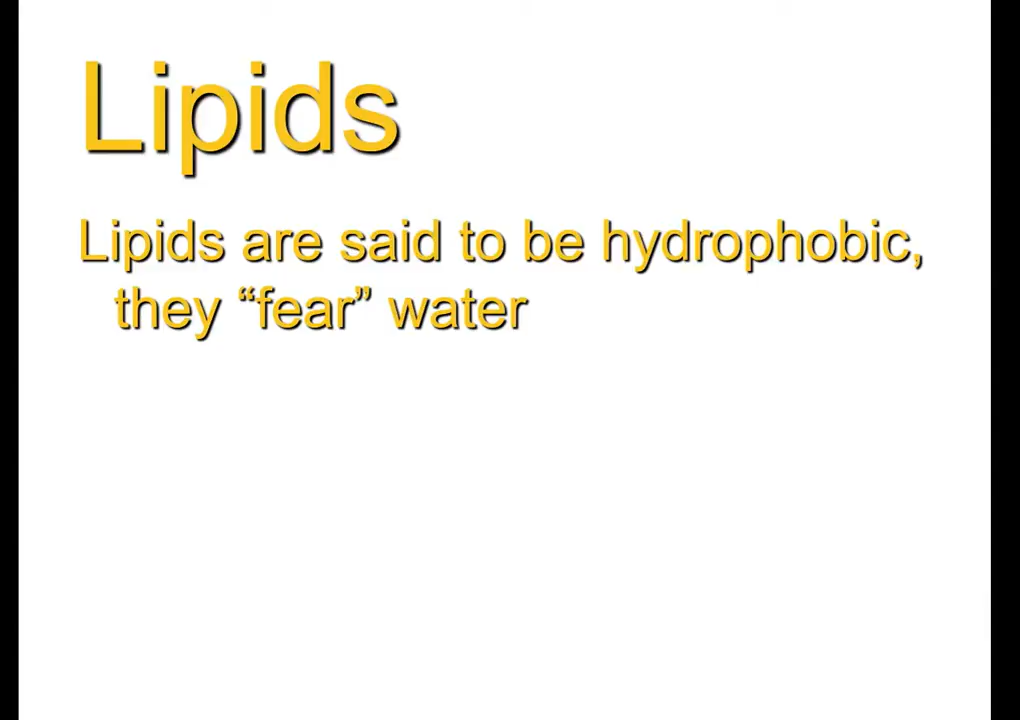 Lipids
Lipids are said to be hydrophobic,
they “fear” water